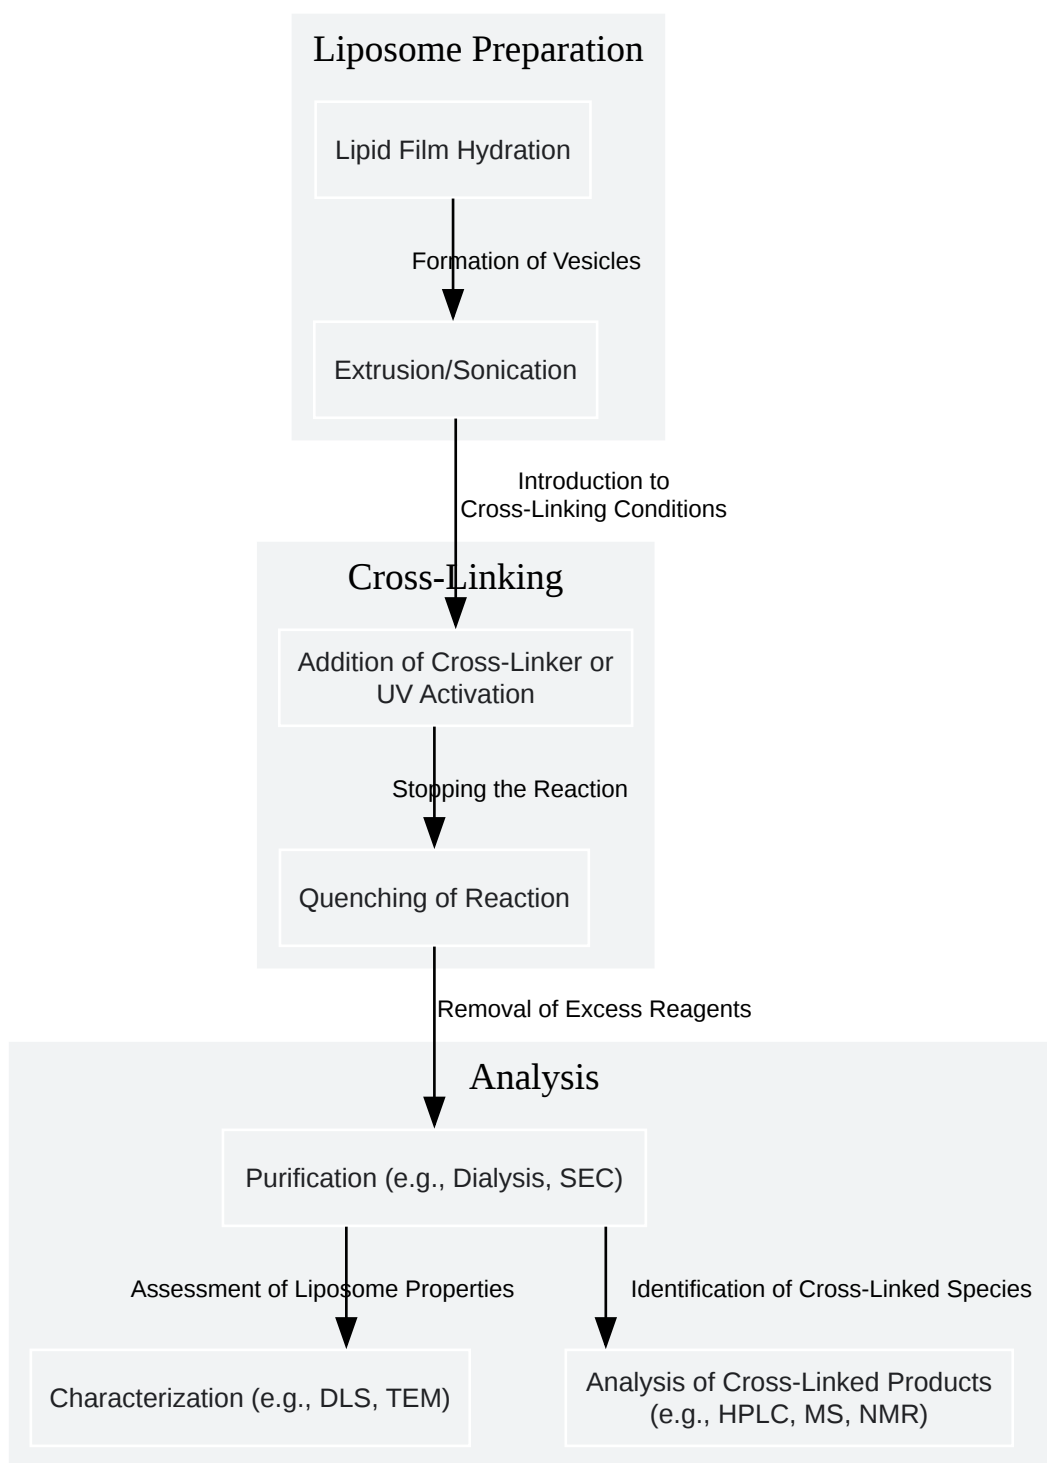 Liposome Preparation
Lipid Film Hydration
Formation of Vesicles
Extrusion/Sonication
Introduction to
Cross-Linking Conditions
Cross-Linking
Addition of Cross-Linker or
UV Activation
Stopping the Reaction
Quenching of Reaction
Removal of Excess Reagents
Analysis
Purification (e.g., Dialysis, SEC)
Assessment of Liposome Properties
Identification of Cross-Linked Species
Characterization (e.g., DLS, TEM)
Analysis of Cross-Linked Products
(e.g., HPLC, MS, NMR)